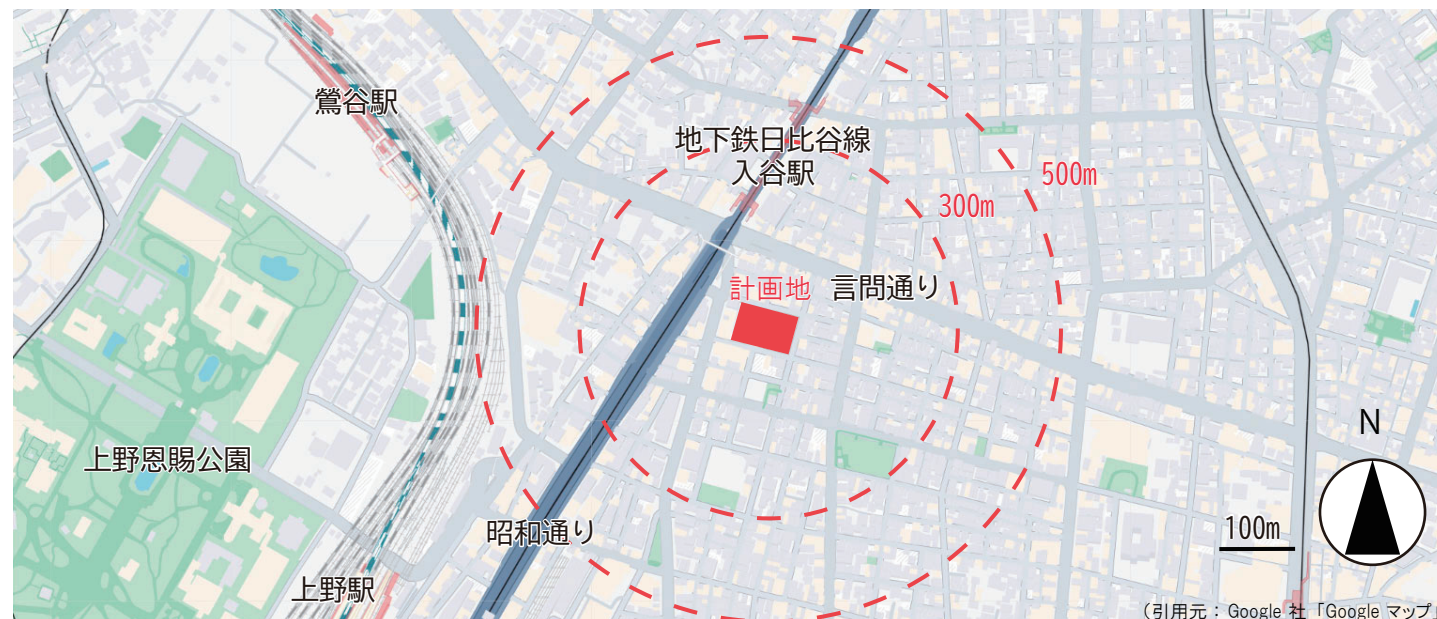 鶯谷駅
地下鉄日比谷線
入谷駅
500m
300m
計画地
言問通り
上野恩賜公園
昭和通り
上野駅
N
100m
（引用元：Google 社「Google マップ」